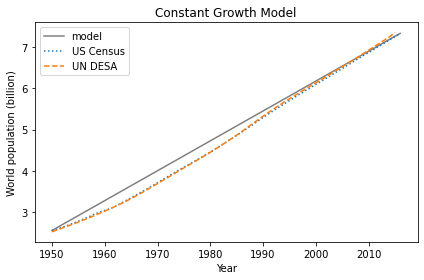 Constant Growth Model
model
US Census
UN DESA
World population (billion)
7
6
5
4
3
1950 1960 1970 1980 1990 2000 2010
Year